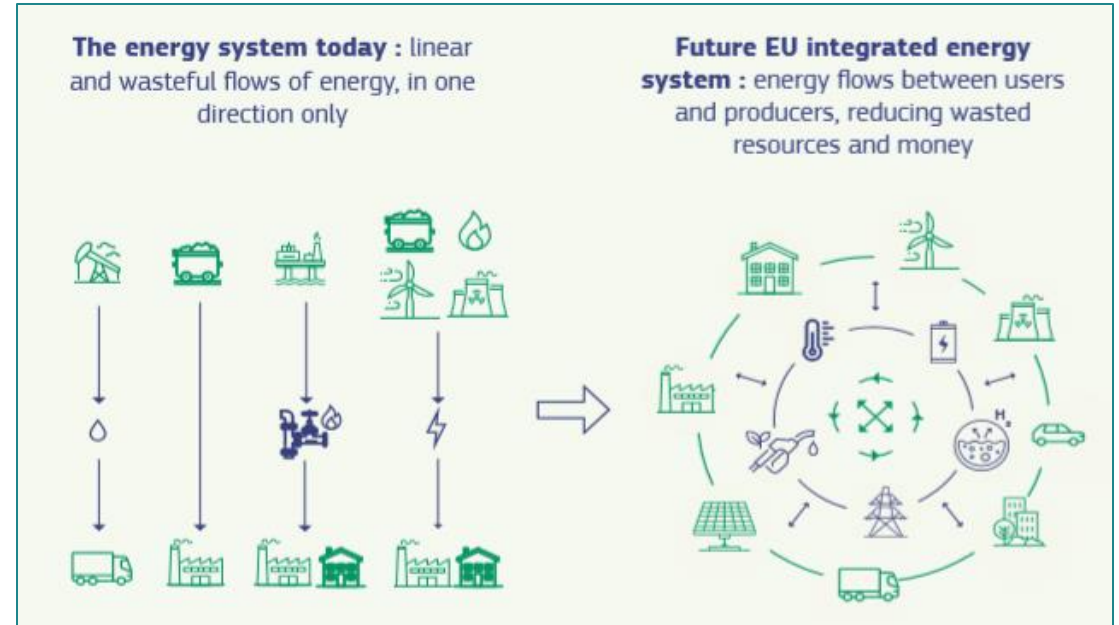 The energy system today : linear
and wasteful flows of energy, in one
direction only
Future EU integrated energy
system : energy flows between users
and producers, reducing wasted
resources and money
H₂